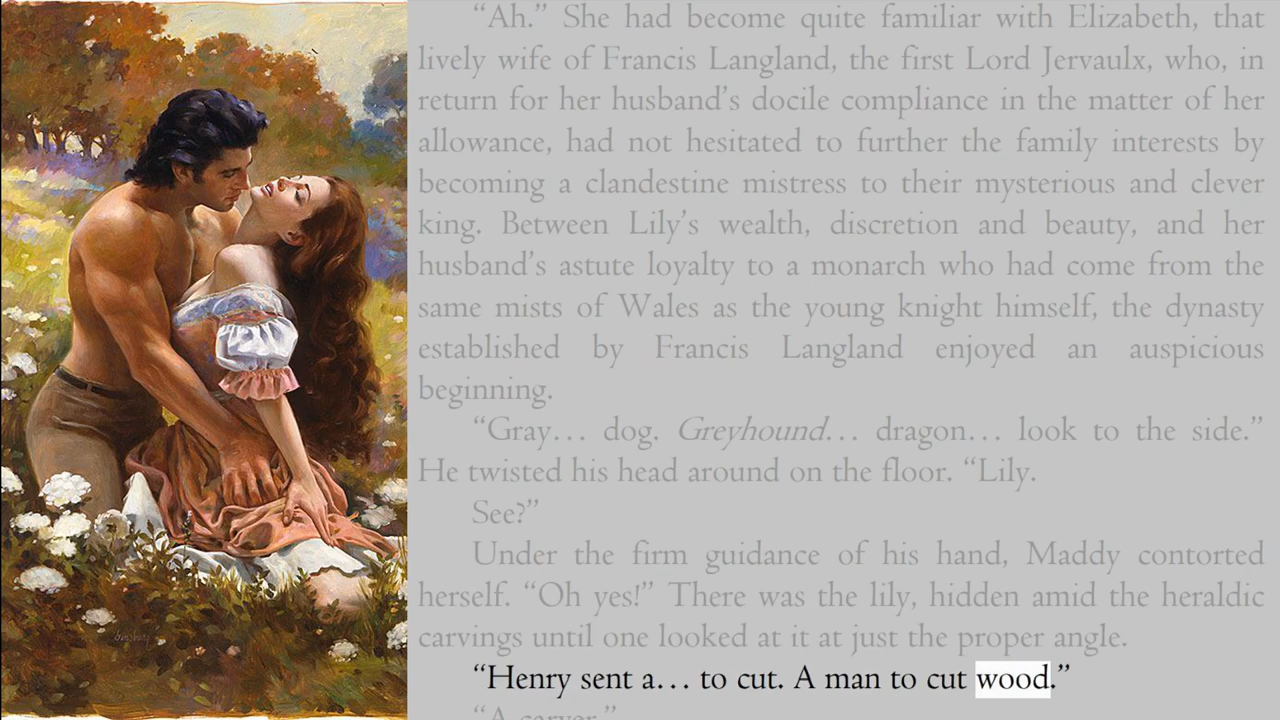 “Ah.” She had become quite familiar with Elizabeth, that
lively wife of Francis Langland, the first Lord Jervaulx, who, in
return for her husband’s docile compliance in the matter of her
allowance, had not hesitated to further the family interests by
becoming a clandestine mistress to their mysterious and clever
king. Between Lily’s wealth, discretion and beauty, and her
husband’s astute loyalty to a monarch who had come from the
same mists of Wales as the young knight himself, the dynasty
established by Francis Langland enjoyed an auspicious
beginning.
“Gray… dog. Greyhound… dragon… look to the side.”
He twisted his head around on the floor. “Lily.
See?”
Under the firm guidance of his hand, Maddy contorted
herself. “Oh yes!” There was the lily, hidden amid the heraldic
carvings until one looked at it at just the proper angle.
“Henry sent a… to cut. A man to cut wood.”
“A carver.”